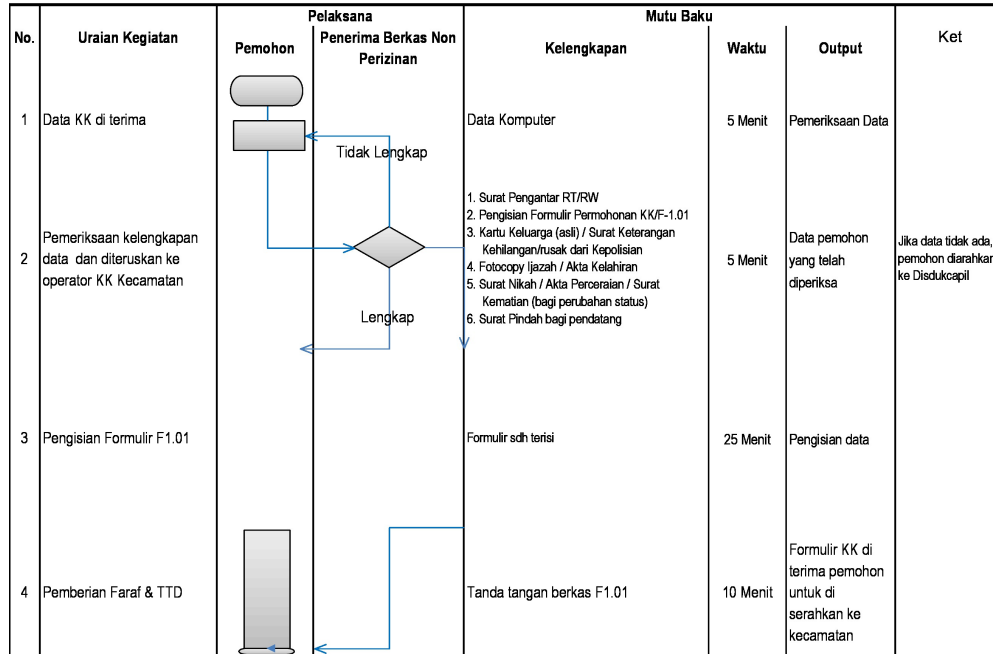 Pelaksana
Mutu Baku
No.
Uraian Kegiatan
Pemohon
Penerima Berkas Non
Perizinan
Kelengkapan
Waktu
Output
Ket
1
Data KK di terima
Data Komputer
5 Menit
Pemeriksaan Data
Tidak Lengkap
2
Pemeriksaan kelengkapan
data dan diteruskan ke
operator KK Kecamatan
1. Surat Pengantar RT/RW
2. Pengisian Formulir Permohonan KK/F-1.01
3. Kartu Keluarga (asli) / Surat Keterangan
Kehilangan/rusak dari Kepolisian
4. Fotocopy Ijazah / Akta Kelahiran
5. Surat Nikah / Akta Perceraian / Surat
Kematian (bagi perubahan status)
6. Surat Pindah bagi pendatang
5 Menit
Data pemohon
yang telah
diperiksa
Jika data tidak ada,
pemohon diarahkan
ke Disdukcapil
Lengkap
3
Pengisian Formulir F1.01
Formulir sdh terisi
25 Menit
Pengisian data
4
Pemberian Faraf & TTD
Tanda tangan berkas F1.01
10 Menit
Formulir KK di
terima pemohon
untuk di
serahkan ke
kecamatan